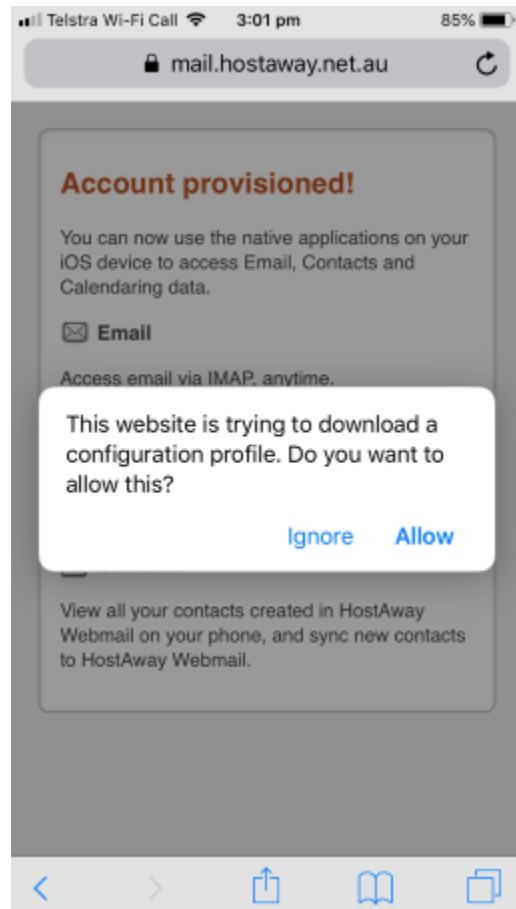 Telstra Wi-Fi Call 3:01 pm 85%
mail.hostaway.net.au
Account provisioned!
You can now use the native applications on your
iOS device to access Email, Contacts and
Calendaring data.
Email
Access email via IMAP, anytime.
This website is trying to download a
configuration profile. Do you want to
allow this?
Ignore Allow
View all your contacts created in HostAway
Webmail on your phone, and sync new contacts
to HostAway Webmail.